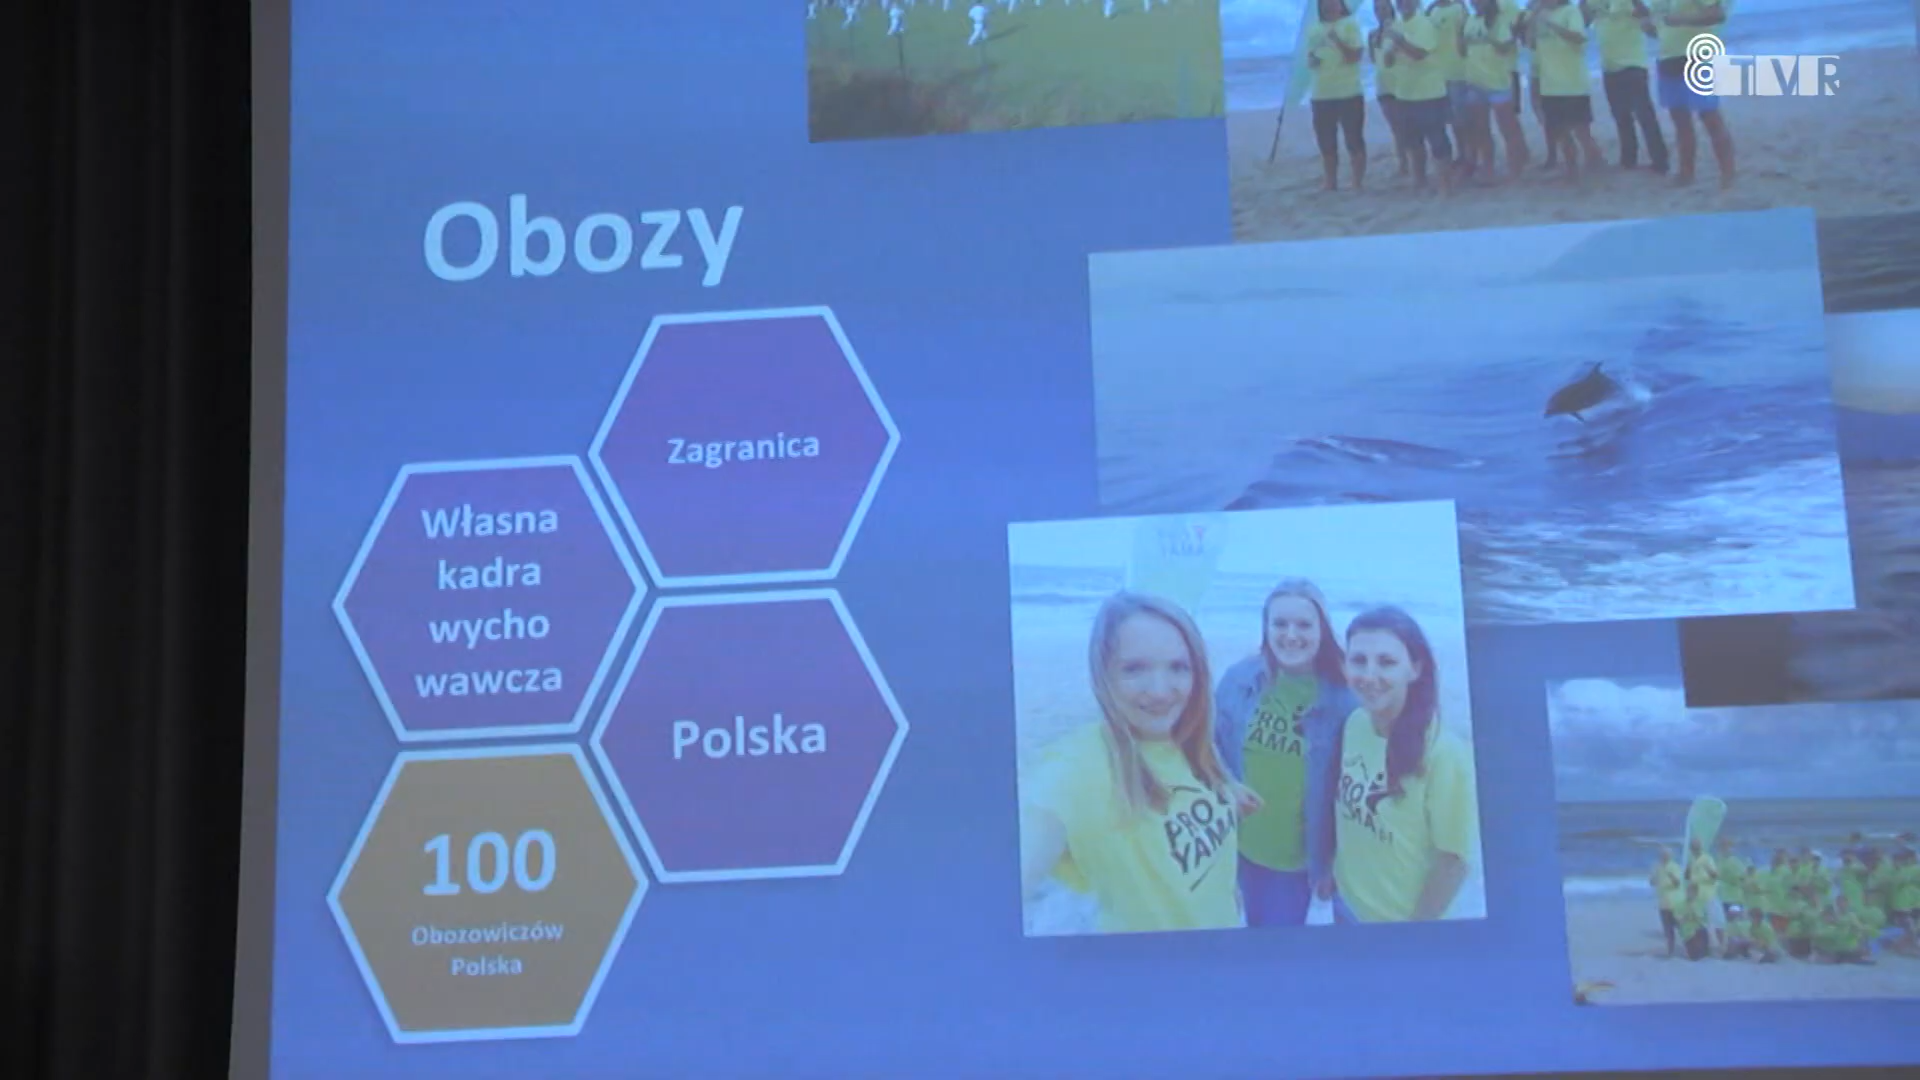 TVR
Obozy
Zagranica
Własna
kadra
wycho
wawcza
Polska
100
Obozowiczów
Polska
PRO
YAMA
PRO
YAMA